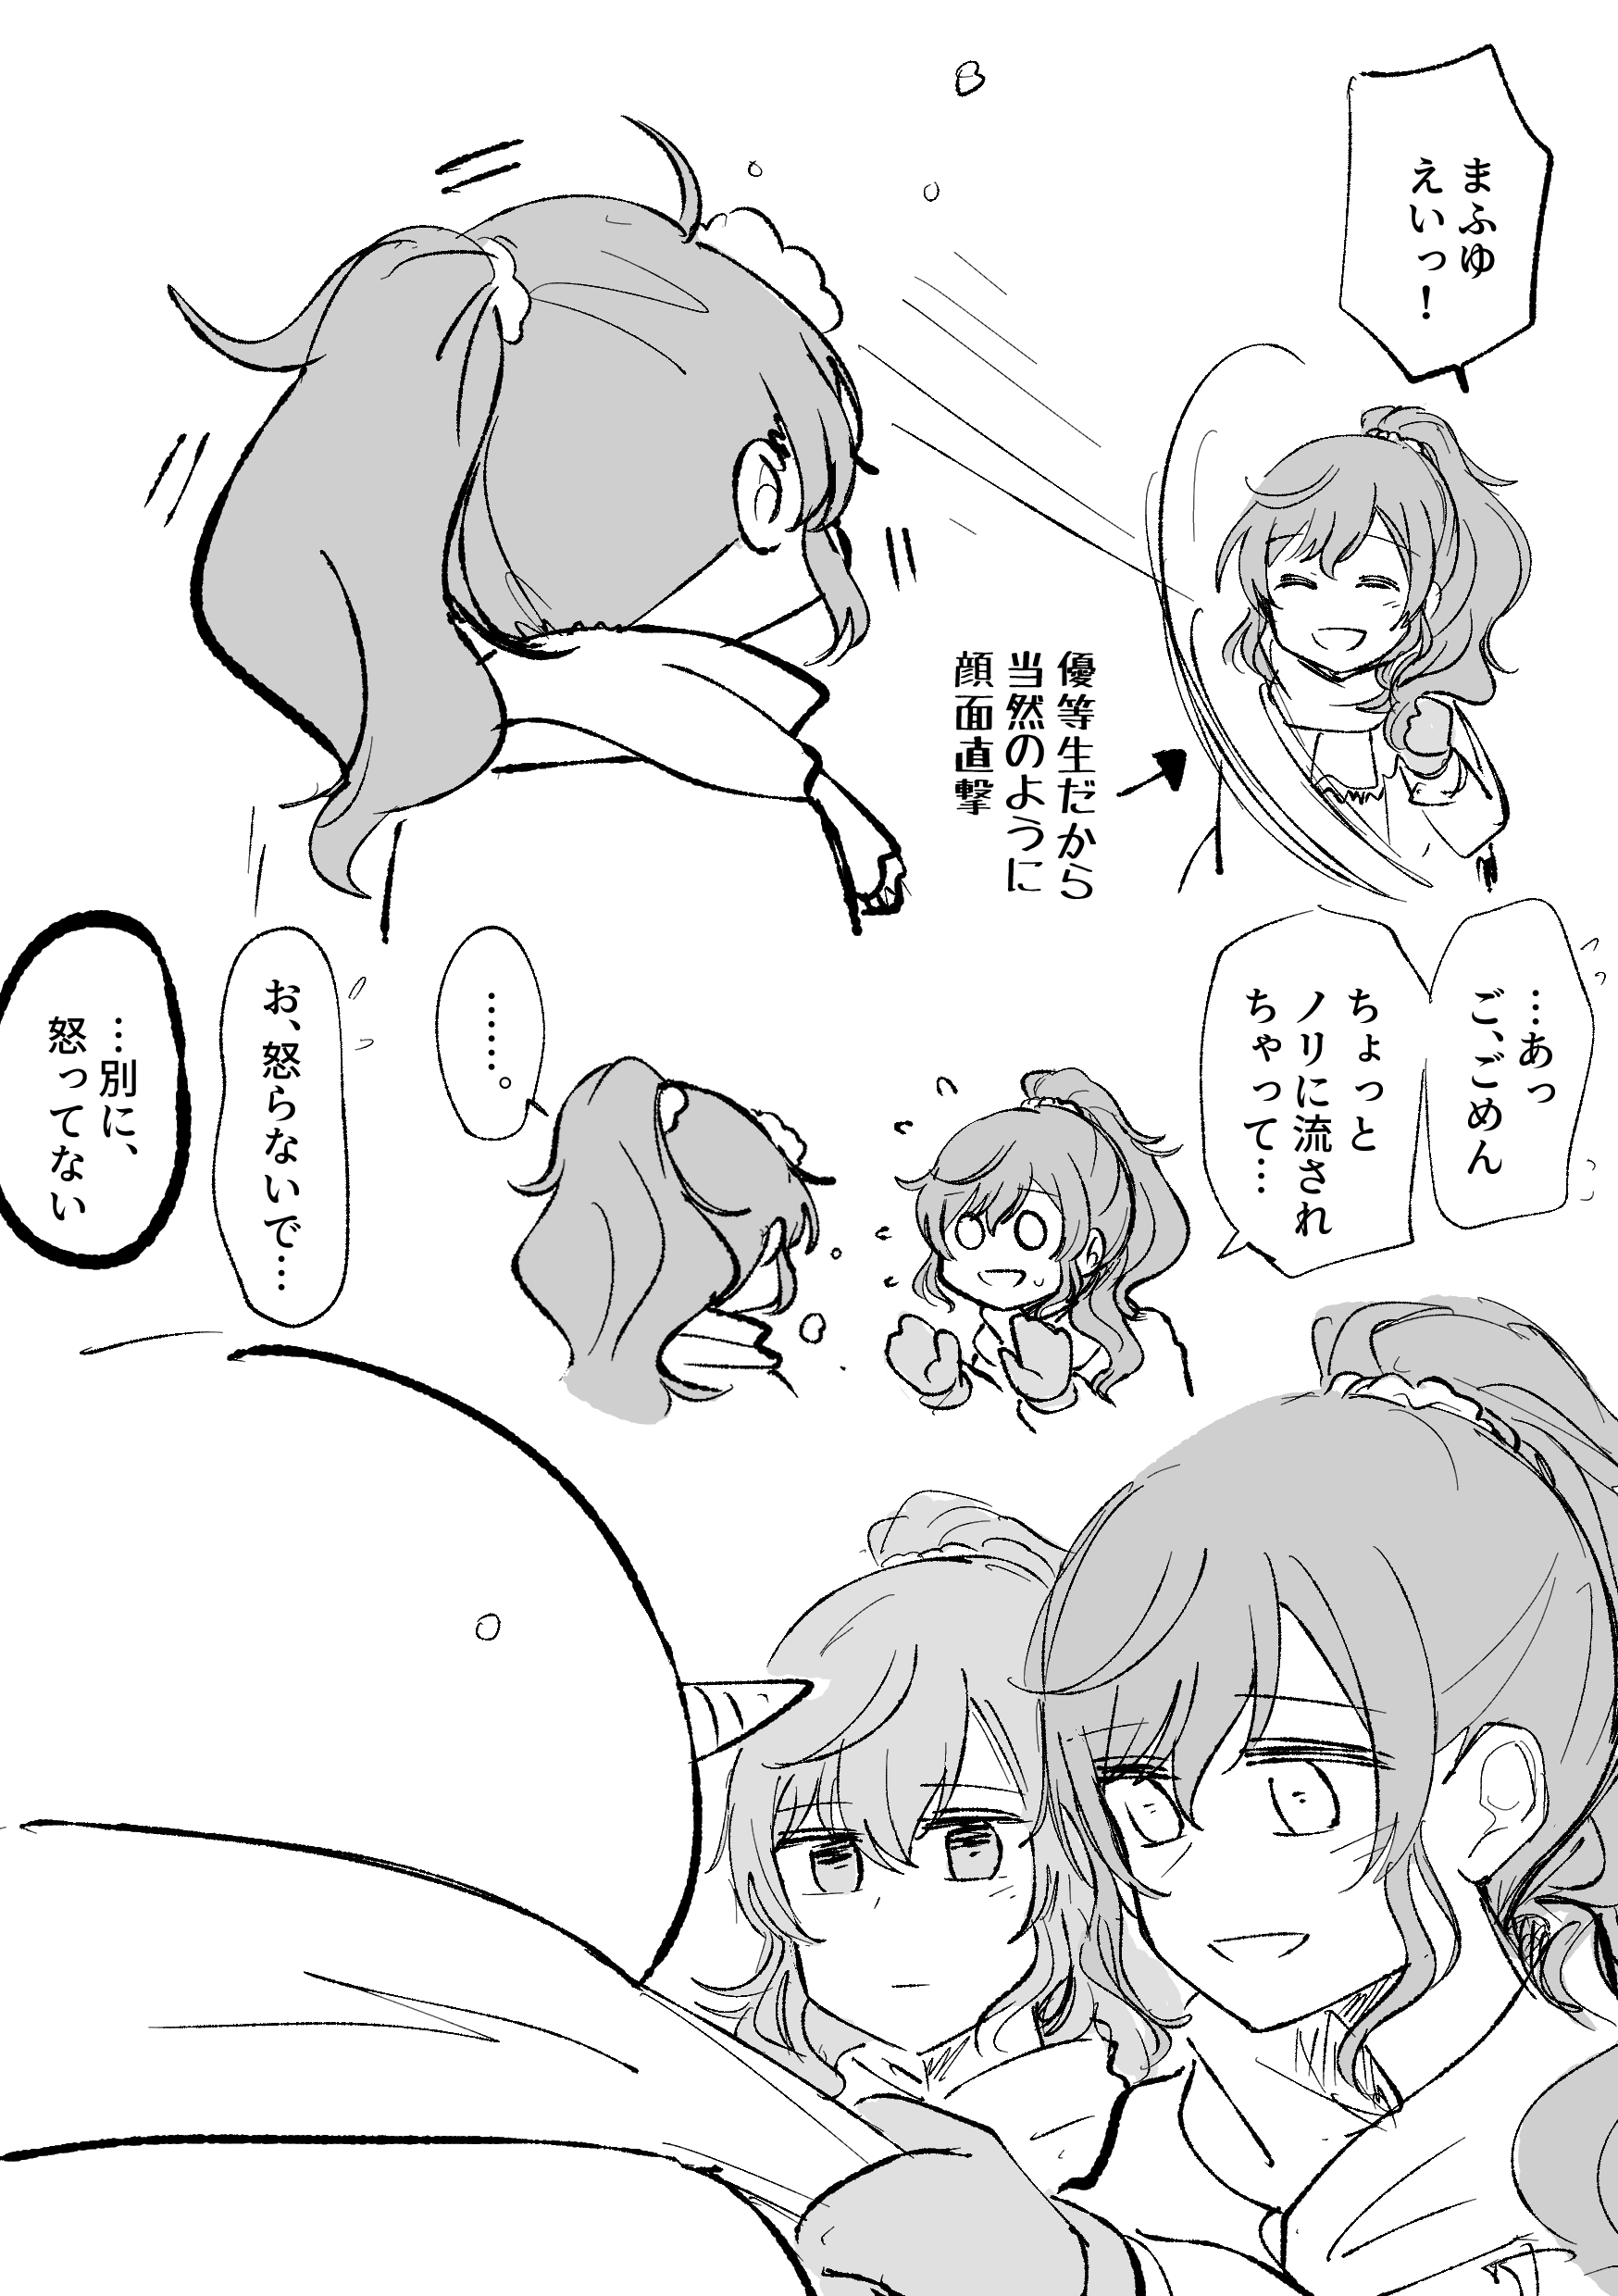 まふゆ
えいっ！
優等生だから
当然のように
顔面直撃
…あっ
ご、ごめん
ちょっと
ノリに流され
ちゃって…
……。
お、怒らないで…
…別に、
怒ってない